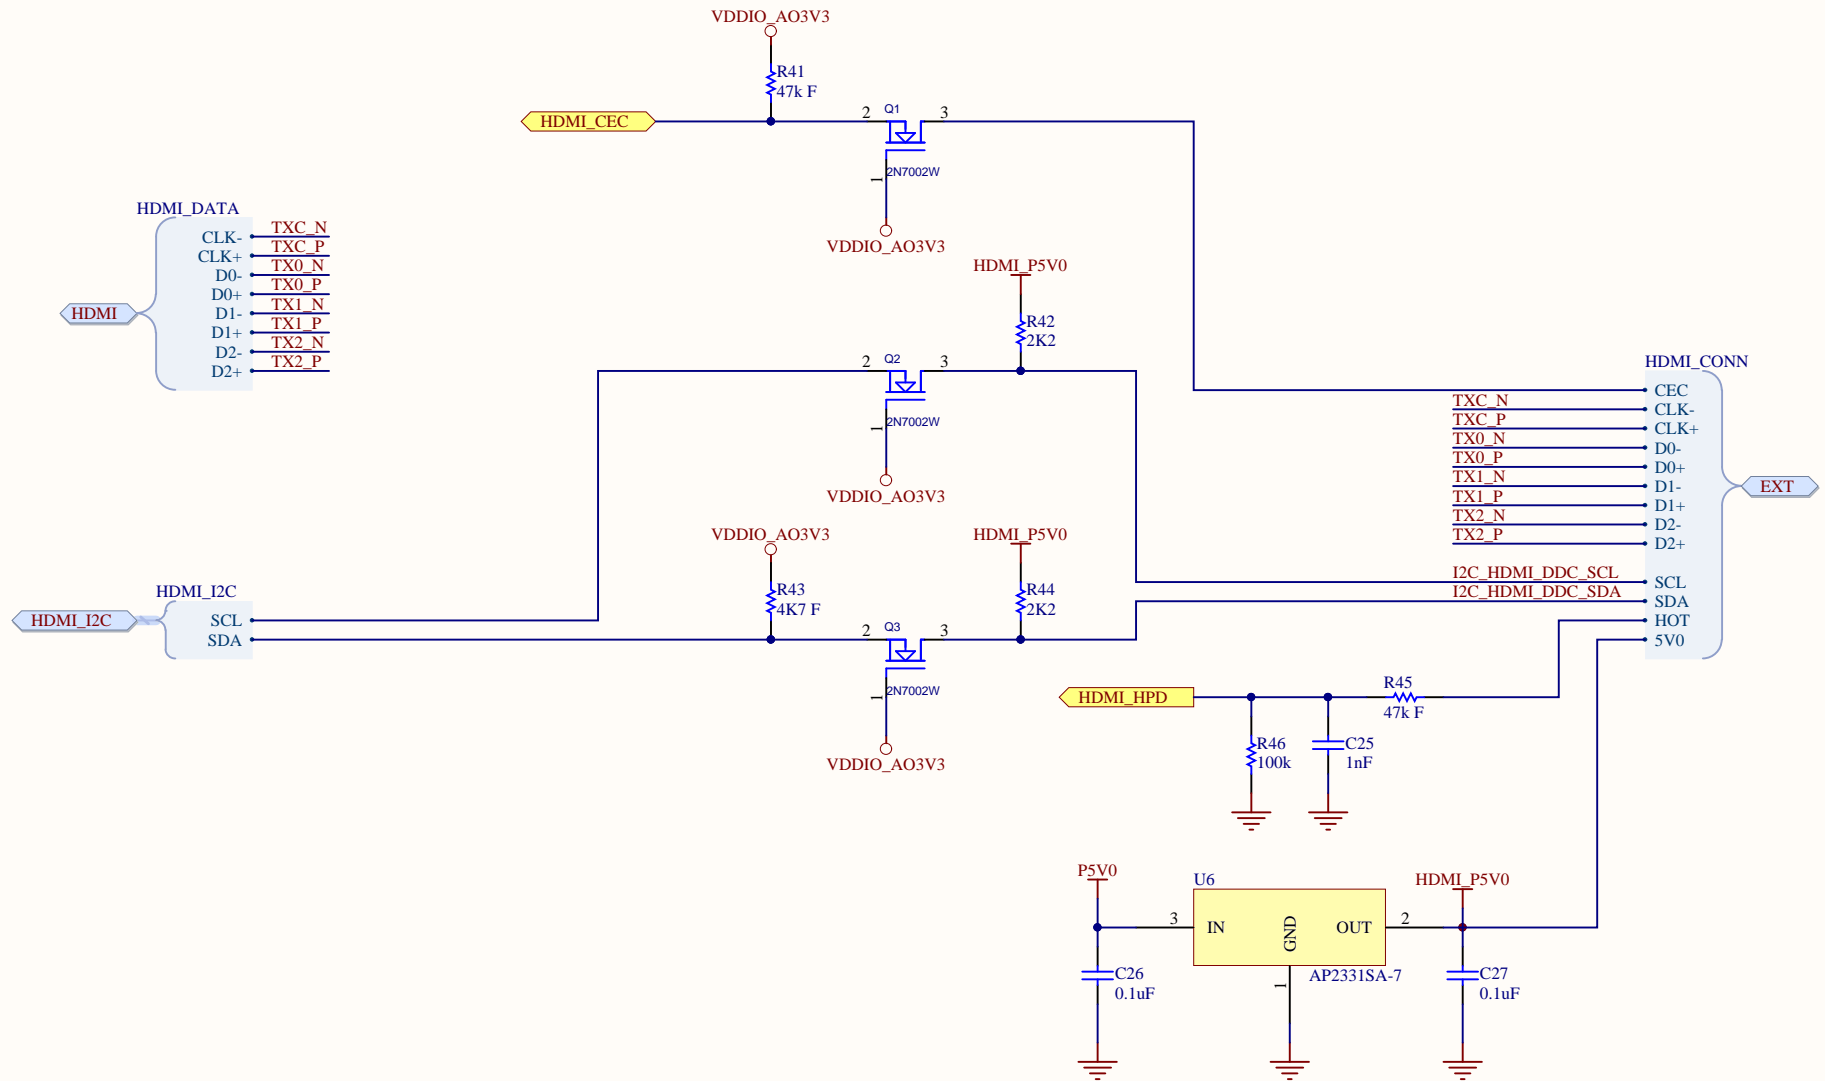 VDDIO_AO3V3
R41
47k F
HDMI_CEC
2
Q1
3
2N7002W
1
VDDIO_AO3V3
HDMI_DATA
CLK- TXC_N
CLK+ TXC_P
D0- TX0_N
D0+ TX0_P
D1- TX1_N
D1+ TX1_P
D2- TX2_N
D2+ TX2_P
HDMI
HDMI_P5V0
R42
2K2
2
Q2
3
2N7002W
1
VDDIO_AO3V3
HDMI_CONN
CEC
TXC_N CLK-
TXC_P CLK+
TX0_N D0-
TX0_P D0+
TX1_N D1-
TX1_P D1+
TX2_N D2-
TX2_P D2+
I2C_HDMI_DDC_SCL SCL
I2C_HDMI_DDC_SDA SDA
HOT
5V0
EXT
VDDIO_AO3V3
R43
4K7 F
HDMI_P5V0
R44
2K2
HDMI_I2C
HDMI_I2C
SCL
SDA
2
Q3
3
2N7002W
1
VDDIO_AO3V3
HDMI_HPD
R45
47k F
R46
100k
C25
1nF
P5V0
U6
HDMI_P5V0
3
IN
GND
OUT
2
1
AP2331SA-7
C26
0.1uF
C27
0.1uF